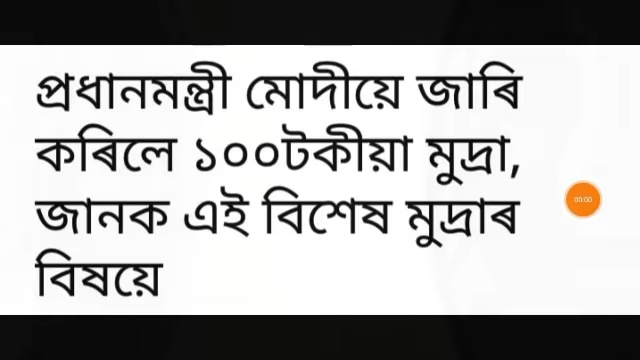 প্ৰধানমন্ত্ৰী মোদীয়ে জাৰি
কৰিলে ১০০টকীয়া মুদ্ৰা,
জানক এই বিশেষ মুদ্ৰাৰ
বিষয়ে
00:00